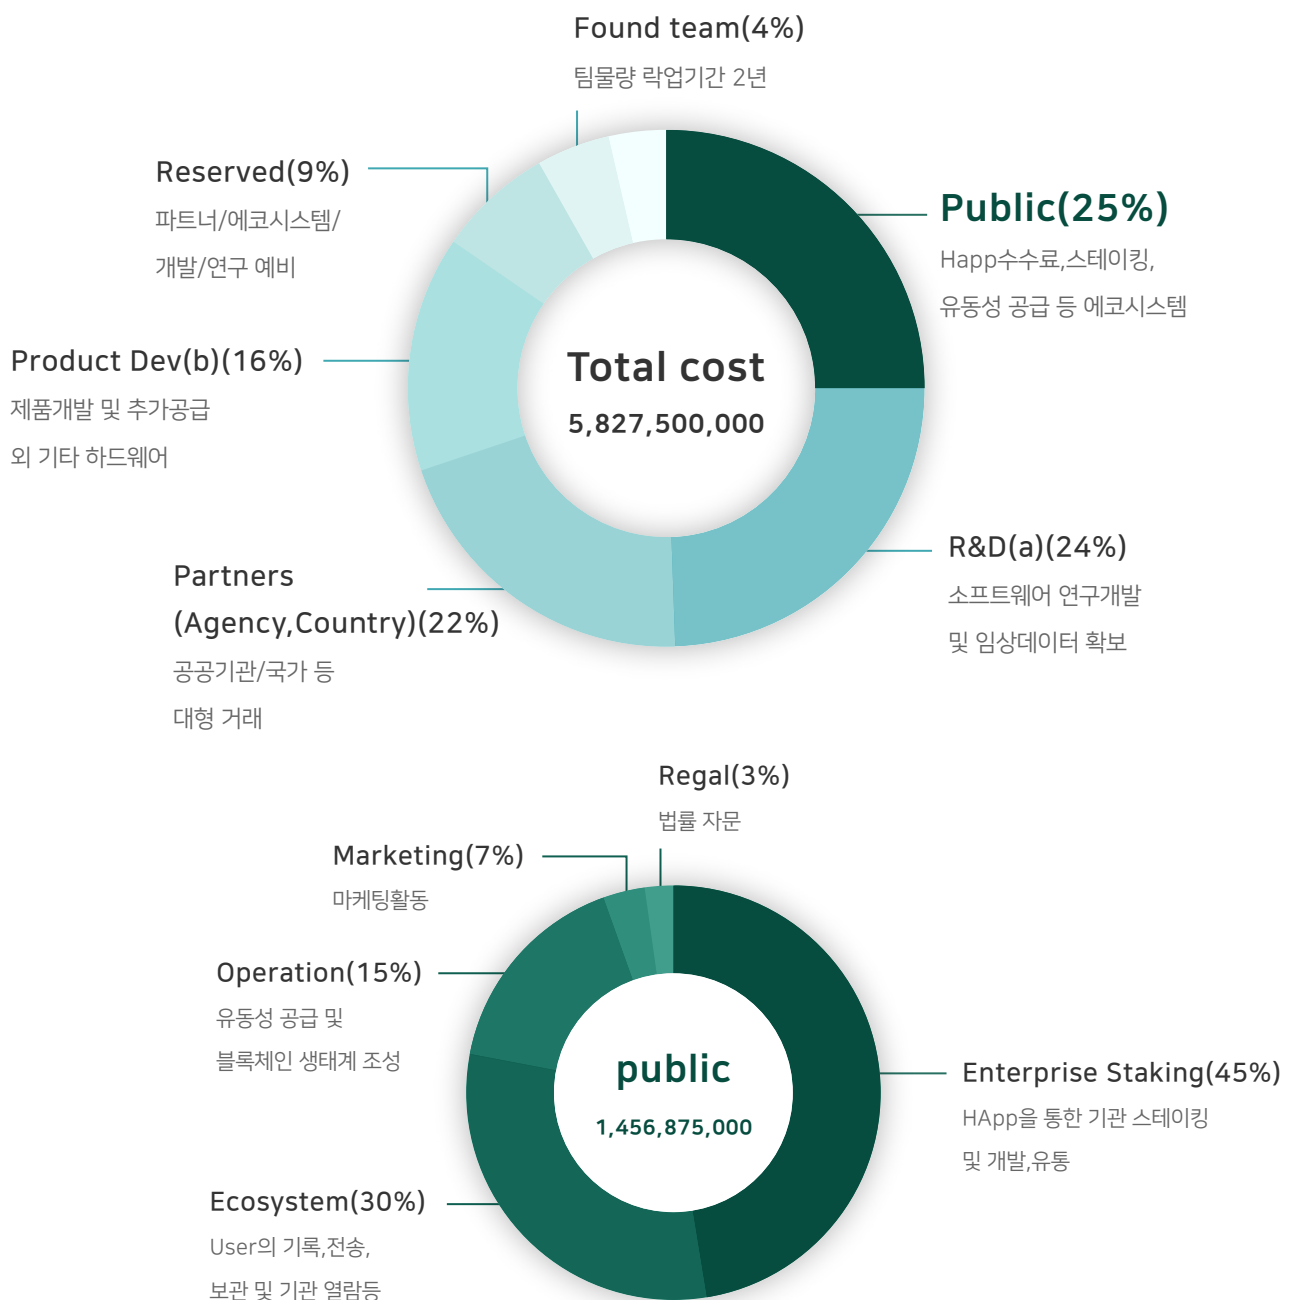 Found team(4%)
팀물량 락업기간 2년
Reserved(9%)
파트너/에코시스템/
개발/연구 예비
Public(25%)
Happ수수료,스테이킹,
유동성 공급 등 에코시스템
Product Dev(b)(16%)
제품개발 및 추가공급
외 기타 하드웨어
Total cost
5,827,500,000
R&D(a)(24%)
소프트웨어 연구개발
및 임상데이터 확보
Partners
(Agency,Country)(22%)
공공기관/국가 등
대형 거래
Regal(3%)
법률 자문
Marketing(7%)
마케팅활동
Operation(15%)
유동성 공급 및
블록체인 생태계 조성
public
1,456,875,000
Enterprise Staking(45%)
HApp을 통한 기관 스테이킹
및 개발,유통
Ecosystem(30%)
User의 기록,전송,
보관 및 기관 열람등